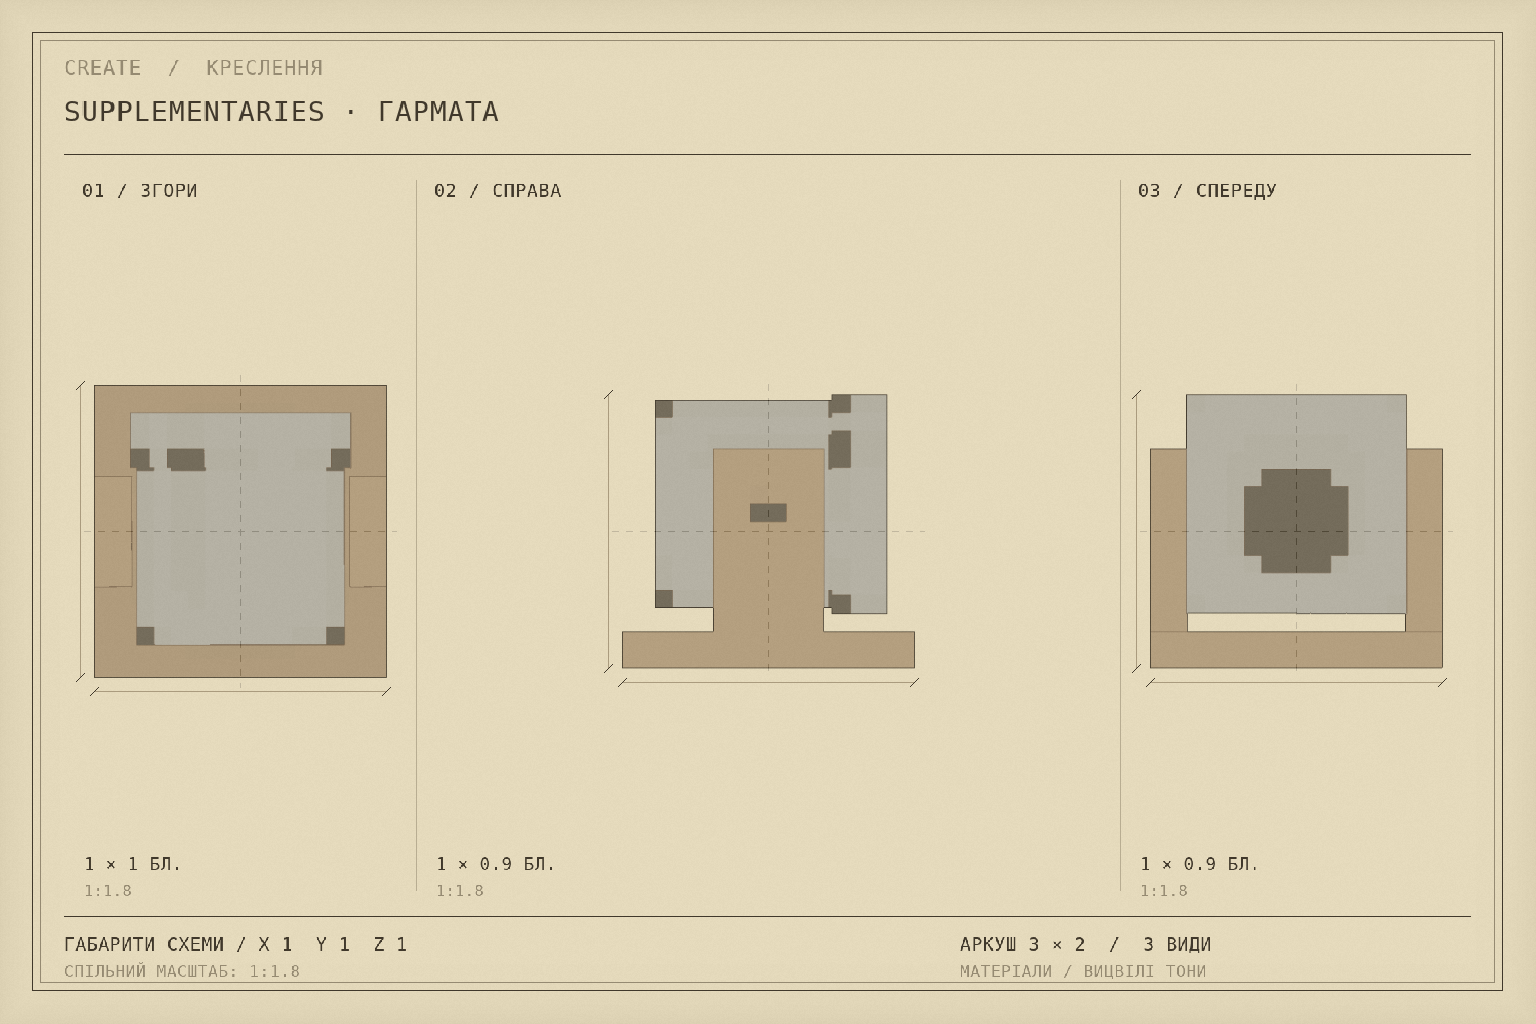 CREATE / КРЕСЛЕННЯ
SUPPLEMENTARIES · ГАРМАТА
01 / ЗГОРИ
02 / СПРАВА
03 / СПЕРЕДУ
1 × 1 БЛ.
1:1.8
1 × 0.9 БЛ.
1:1.8
1 × 0.9 БЛ.
1:1.8
ГАБАРИТИ СХЕМИ / X 1 Y 1 Z 1
СПІЛЬНИЙ МАСШТАБ: 1:1.8
АРКУШ 3 × 2 / 3 ВИДИ
МАТЕРІАЛИ / ВИЦВІЛІ ТОНИ